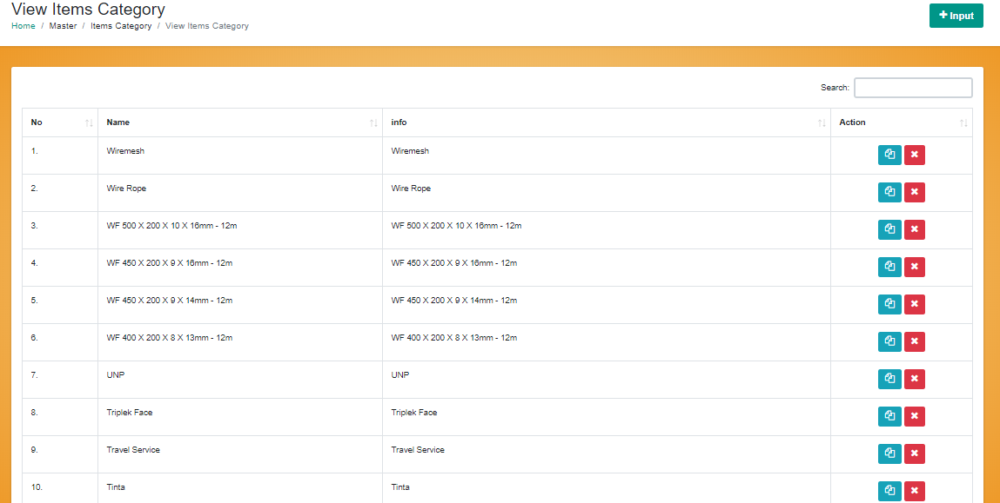 View Items Category
Home / Master / Items Category / View Items Category
+ Input
Search:
No Name info Action
1. Wiremesh Wiremesh
2. Wire Rope Wire Rope
3. WF 500 X 200 X 10 X 16mm - 12m WF 500 X 200 X 10 X 16mm - 12m
4. WF 450 X 200 X 9 X 16mm - 12m WF 450 X 200 X 9 X 16mm - 12m
5. WF 450 X 200 X 9 X 14mm - 12m WF 450 X 200 X 9 X 14mm - 12m
6. WF 400 X 200 X 8 X 13mm - 12m WF 400 X 200 X 8 X 13mm - 12m
7. UNP UNP
8. Triplek Face Triplek Face
9. Travel Service Travel Service
10. Tinta Tinta